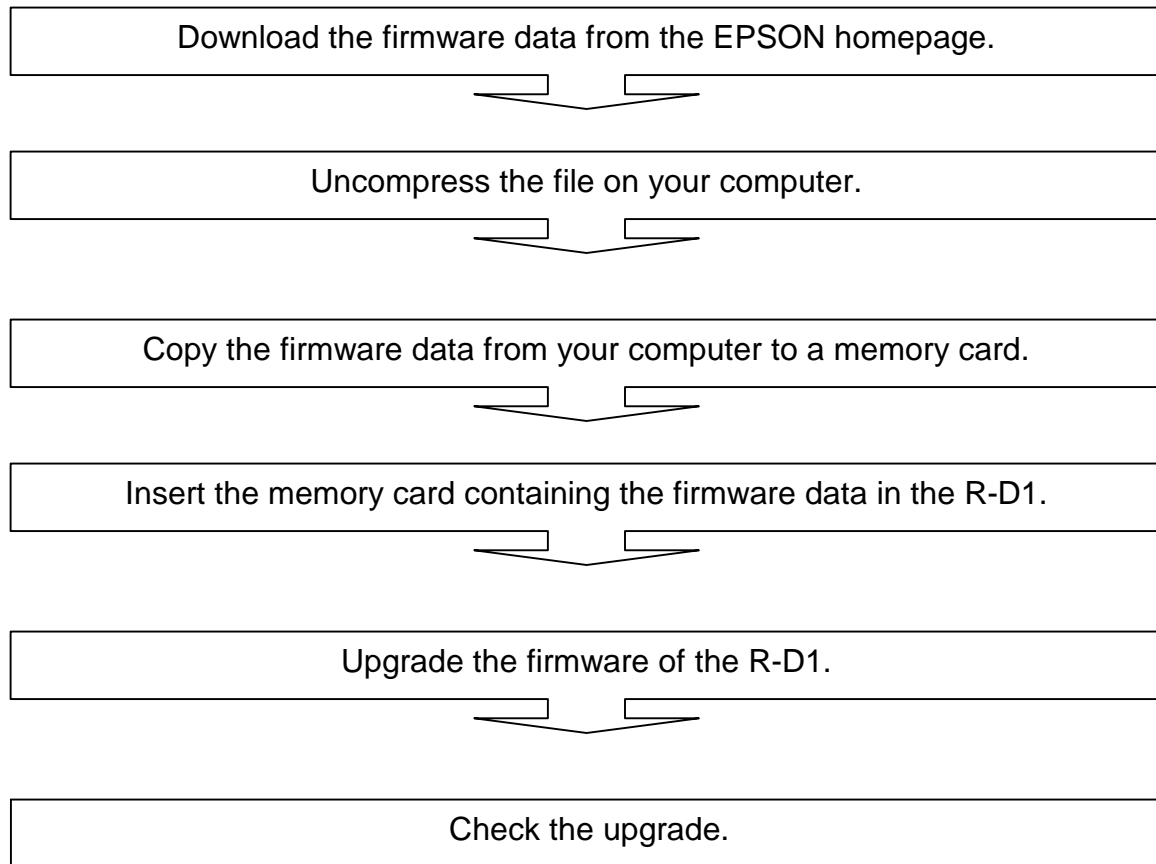 Download the firmware data from the EPSON homepage.
Uncompress the file on your computer.
Copy the firmware data from your computer to a memory card.
Insert the memory card containing the firmware data in the R-D1.
Upgrade the firmware of the R-D1.
Check the upgrade.